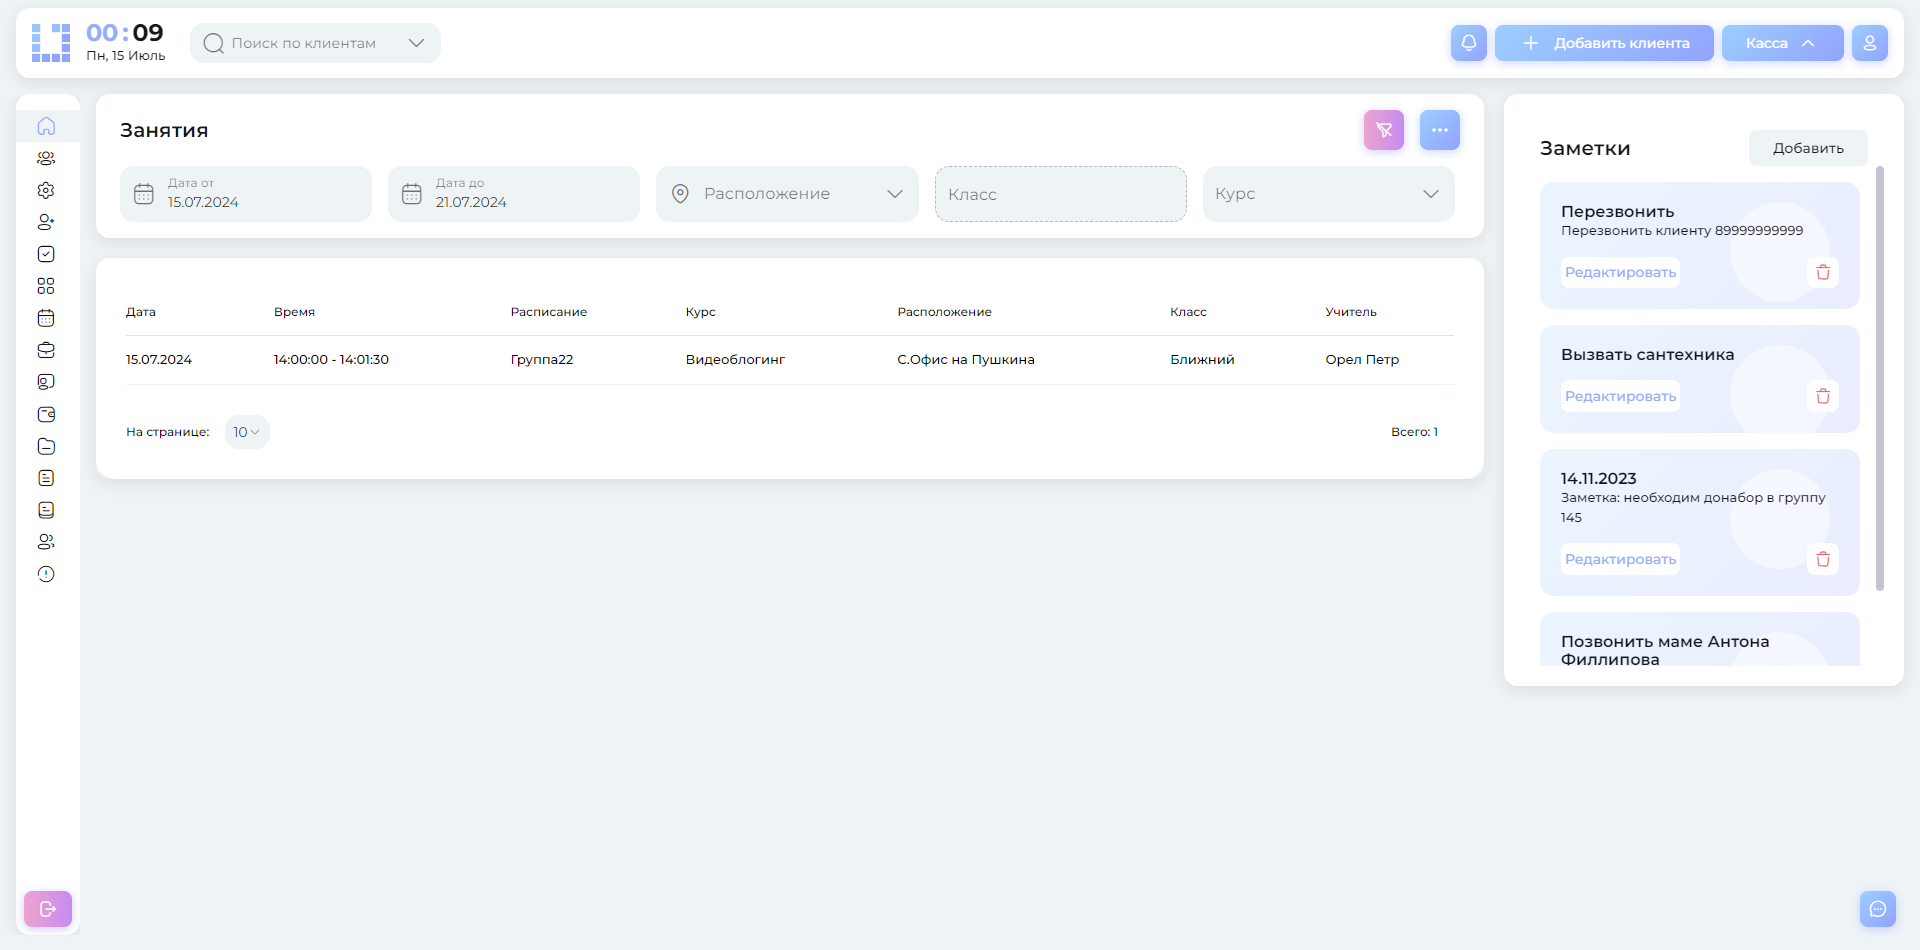 00:09
Пн, 15 Июль
Поиск по клиентам
Добавить клиента
Касса
Занятия
Дата от
15.07.2024
Дата до
21.07.2024
Расположение
Класс
Курс
Дата Время Расписание Курс Расположение Класс Учитель
15.07.2024 14:00:00 - 14:01:30 Группа22 Видеоблогинг С.Офис на Пушкина Ближний Орел Петр
На странице: 10 Всего: 1
Заметки
Добавить
Перезвонить
Перезвонить клиенту 89999999999
Редактировать
Вызвать сантехника
Редактировать
14.11.2023
Заметка: необходим донабор в группу
145
Редактировать
Позвонить маме Антона
Филлипова